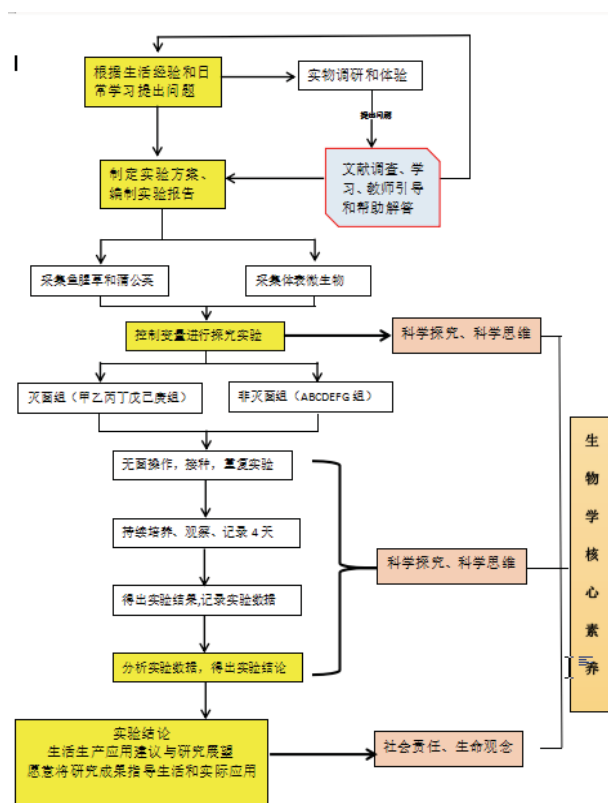 根据生活经验和日
常学习提出问题
实物调研和体验
提出问题
文献调查、学
习、教师引导
和帮助解答
制定实验方案、
编制实验报告
采集鱼腥草和蒲公英
采集体表微生物
控制变量进行探究实验
科学探究、科学思维
灭菌组（甲乙丙丁戊己庚组）
非灭菌组（ABCDEFG 组）
无菌操作，接种，重复实验
持续培养、观察、记录 4 天
科学探究、科学思维
得出实验结果,记录实验数据
分析实验数据，得出实验结论
生
物
学
核
心
素
养
实验结论
生活生产应用建议与研究展望
愿意将研究成果指导生活和实际应用
社会责任、生命观念